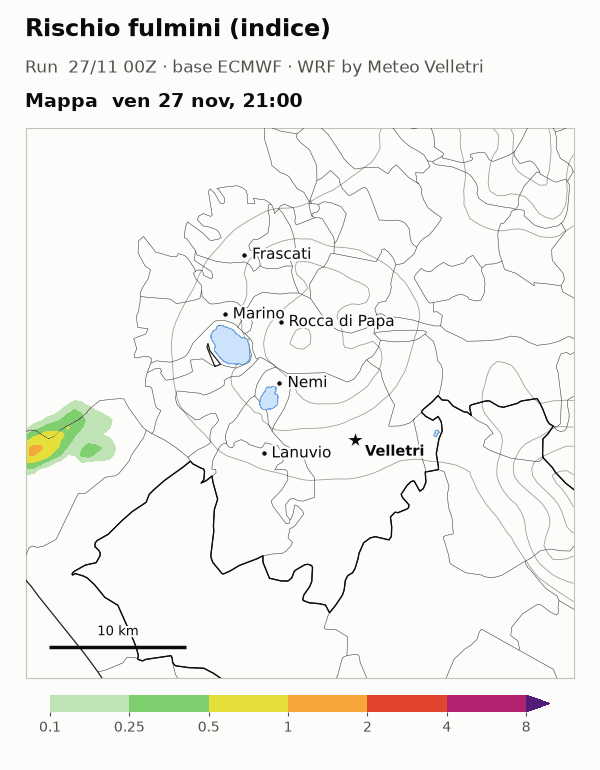 Rischio fulmini (indice)
Run  27/11 00Z · base ECMWF · WRF by Meteo Velletri
Mappa  ven 27 nov, 21:00
Frascati
Marino
Rocca di Papa
Nemi
Velletri
Lanuvio
10 km
0.1 0.25 0.5 1 2 4 8